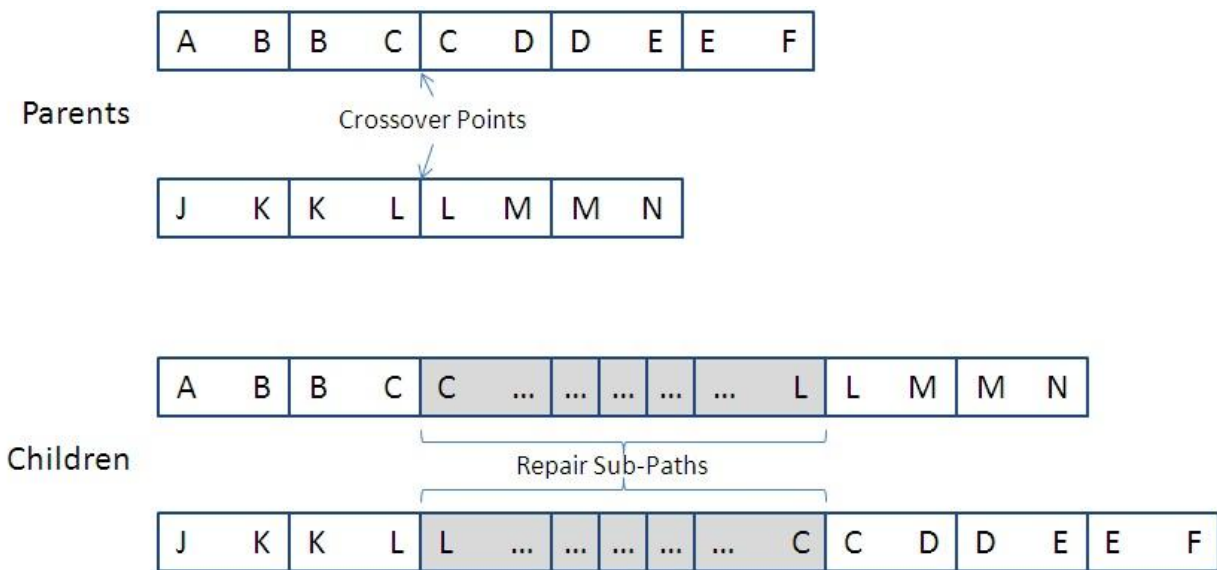 A B B C C D D E E F
Parents
Crossover Points
J K K L L M M N
A B B C C ... ... ... ... ... L L M M N
Children
Repair Sub-Paths
J K K L L ... ... ... ... ... C C D D E E F